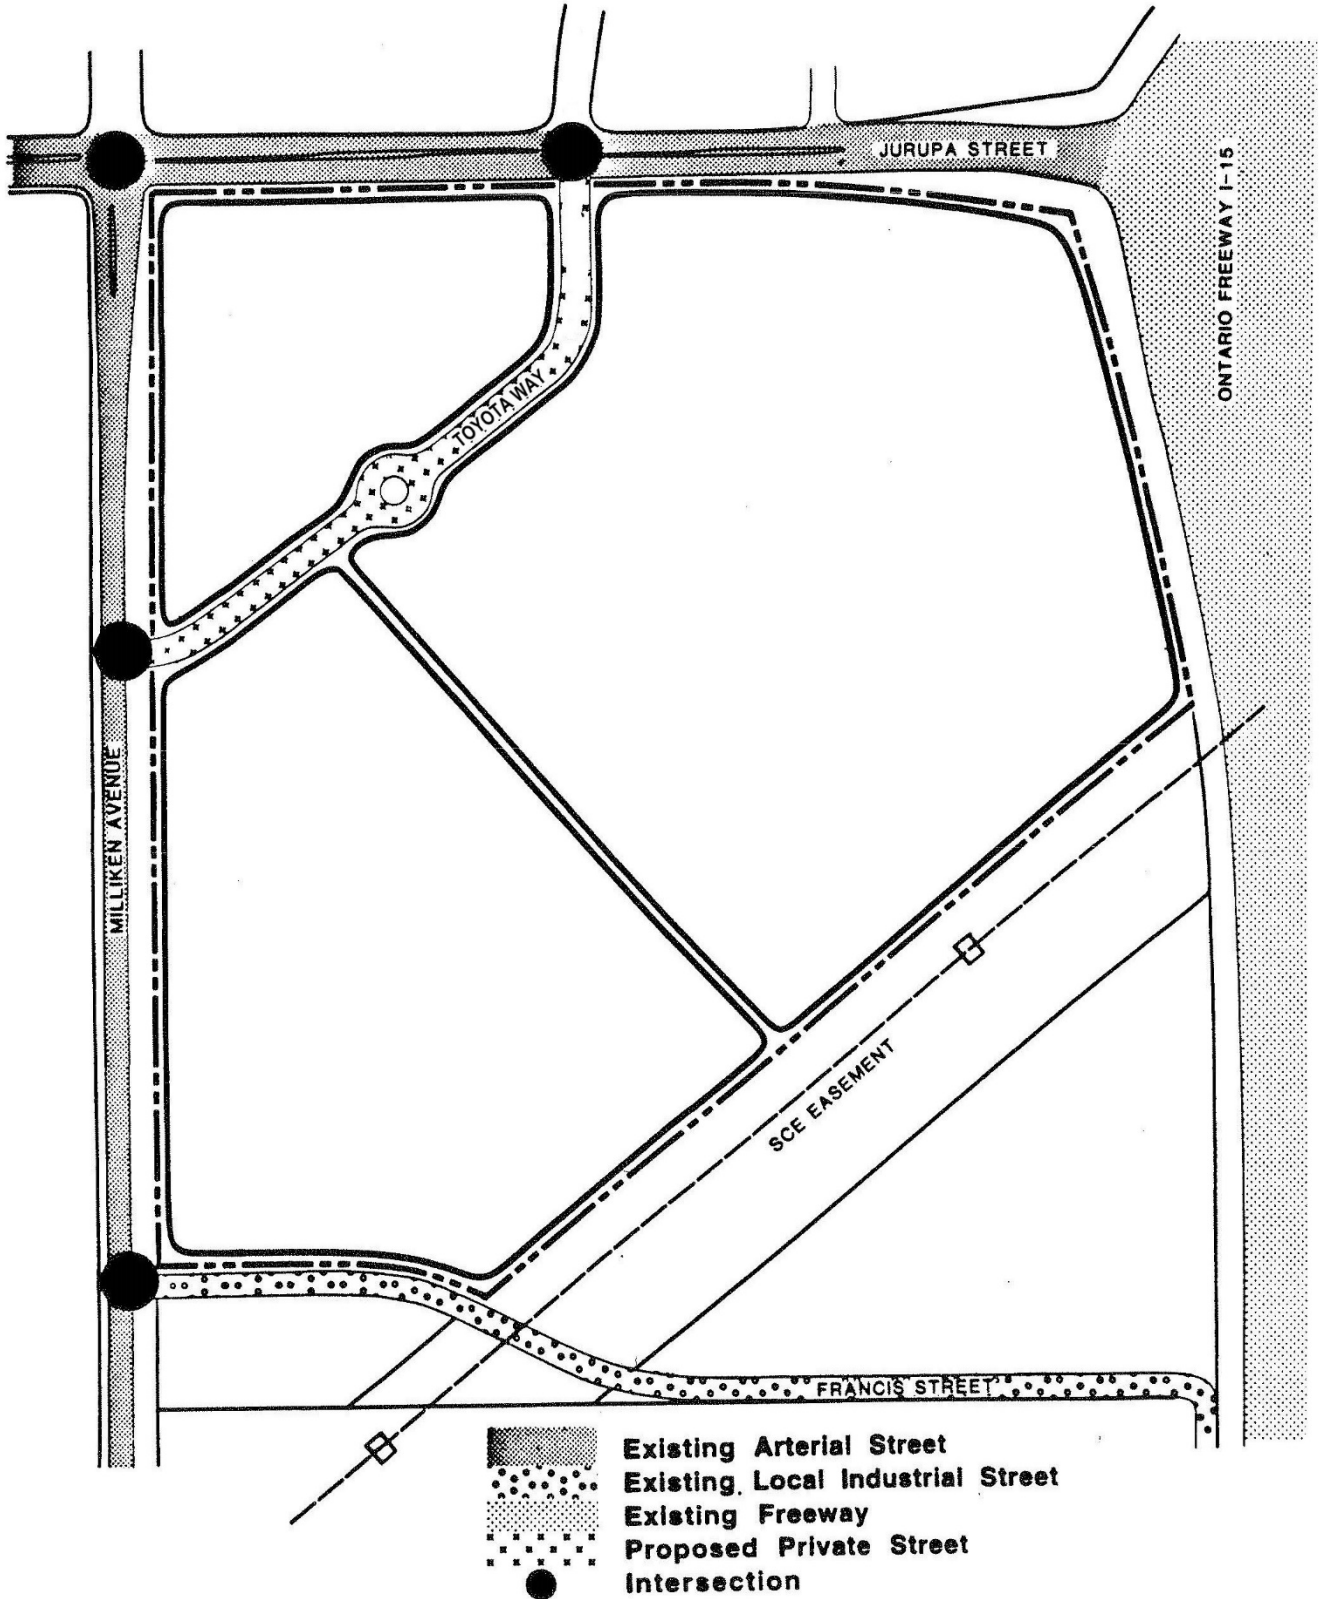 JURUPA STREET
ONTARIO FREEWAY I-15
TOYOTA WAY
MILLIKEN AVENUE
SCE EASEMENT
FRANCIS STREET
Existing Arterial Street
Existing. Local Industrial Street
Existing Freeway
Proposed Private Street
Intersection